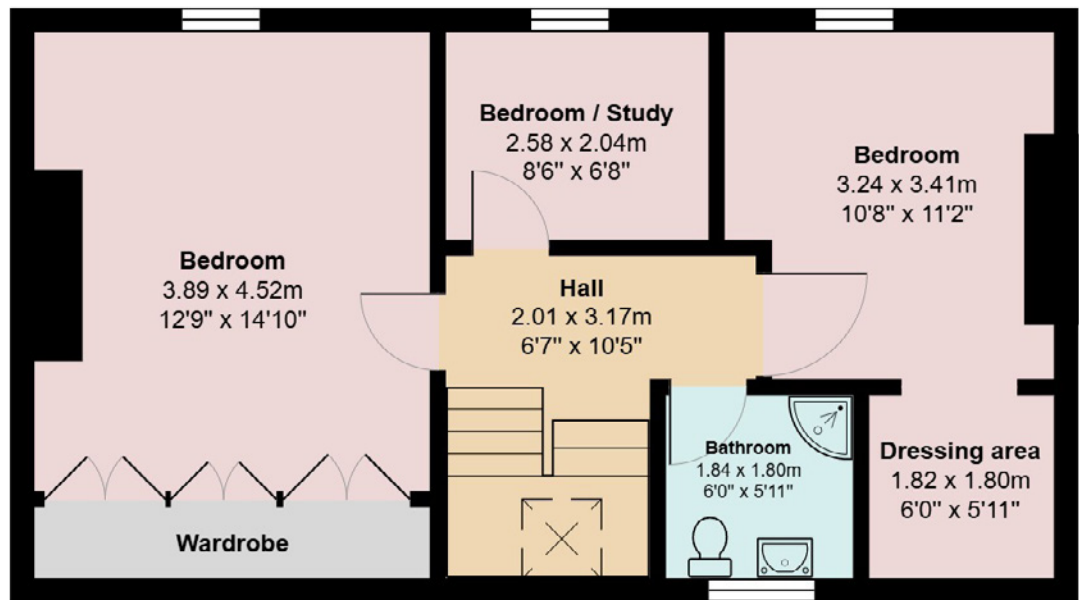 Bedroom / Study
2.58 x 2.04m
8'6" x 6'8"
Bedroom
3.24 x 3.41m
10'8" x 11'2"
Bedroom
3.89 x 4.52m
12'9" x 14'10"
Hall
2.01 x 3.17m
6'7" x 10'5"
Bathroom
1.84 x 1.80m
6'0" x 5'11"
Dressing area
1.82 x 1.80m
6'0" x 5'11"
Wardrobe